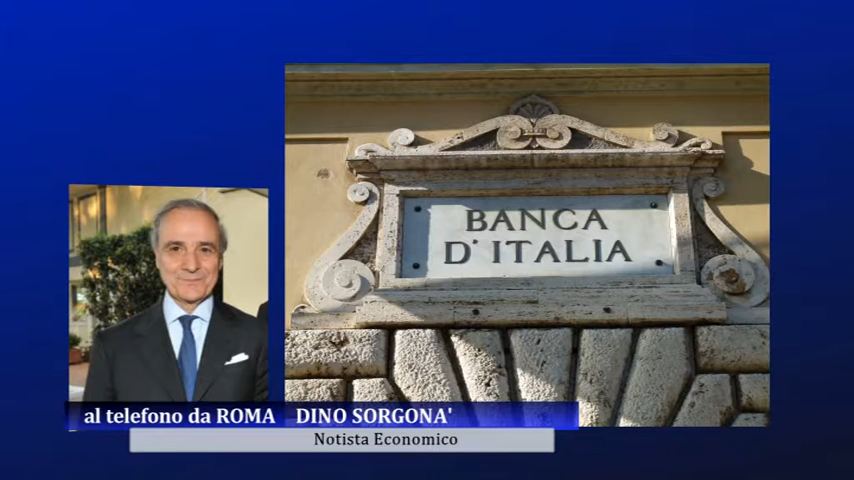 BANCA
D'ITALIA
al telefono da ROMA DINO SORGONA'
Notista Economico